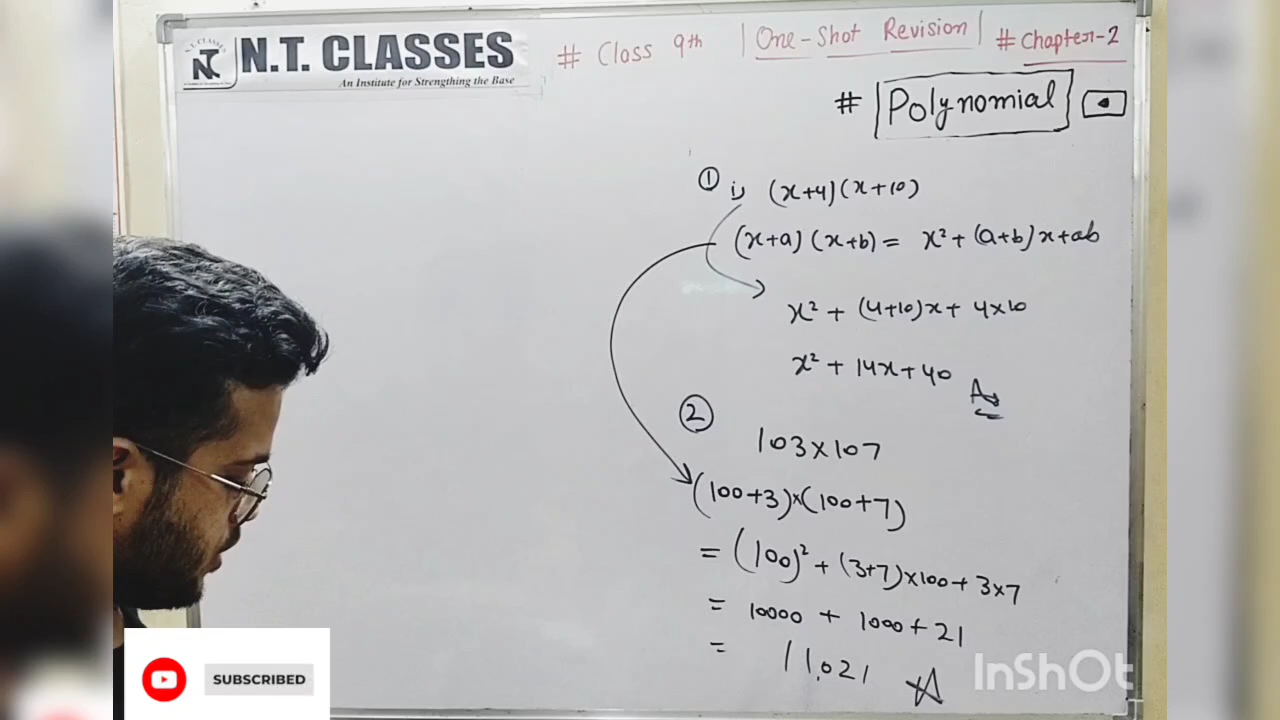 N.T. CLASSES
An Institute for Strengthening the Base
# Class 9th | One-Shot Revision | # Chapter-2
# Polynomial
① i) (x+4)(x+10)
(x+a)(x+b) = x² + (a+b)x+ab
x² + (4+10)x + 4×10
x² + 14x+40
②
103×107
(100+3)×(100+7)
= (100)² + (3+7)×100+3×7
= 10000 + 1000+21
= 11,021
SUBSCRIBED
InShOt